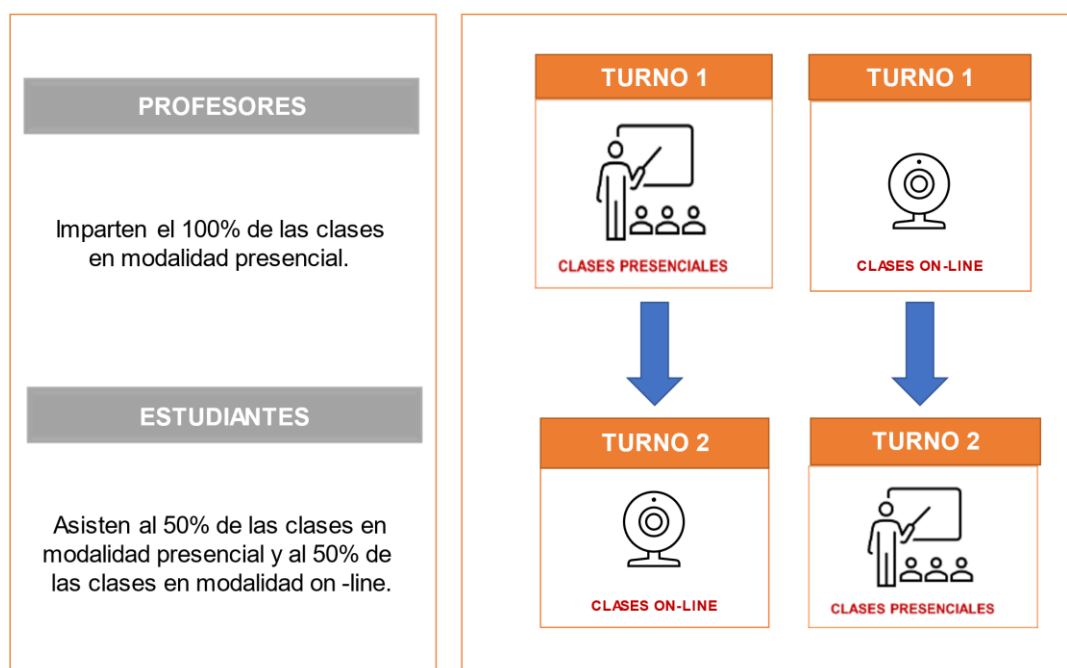 PROFESORES
Imparten el 100% de las clases
en modalidad presencial.
ESTUDIANTES
Asisten al 50% de las clases en
modalidad presencial y al 50% de
las clases en modalidad on -line.
TURNO 1
CLASES PRESENCIALES
TURNO 1
CLASES ON-LINE
TURNO 2
CLASES ON-LINE
TURNO 2
CLASES PRESENCIALES